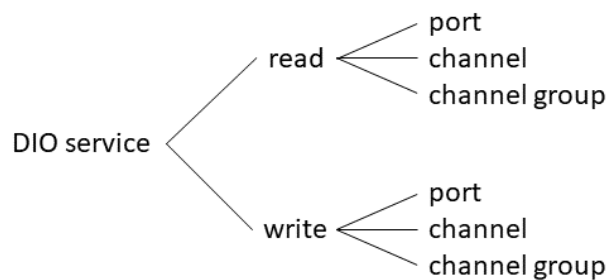 port
read
channel
channel group
DIO service
port
write
channel
channel group